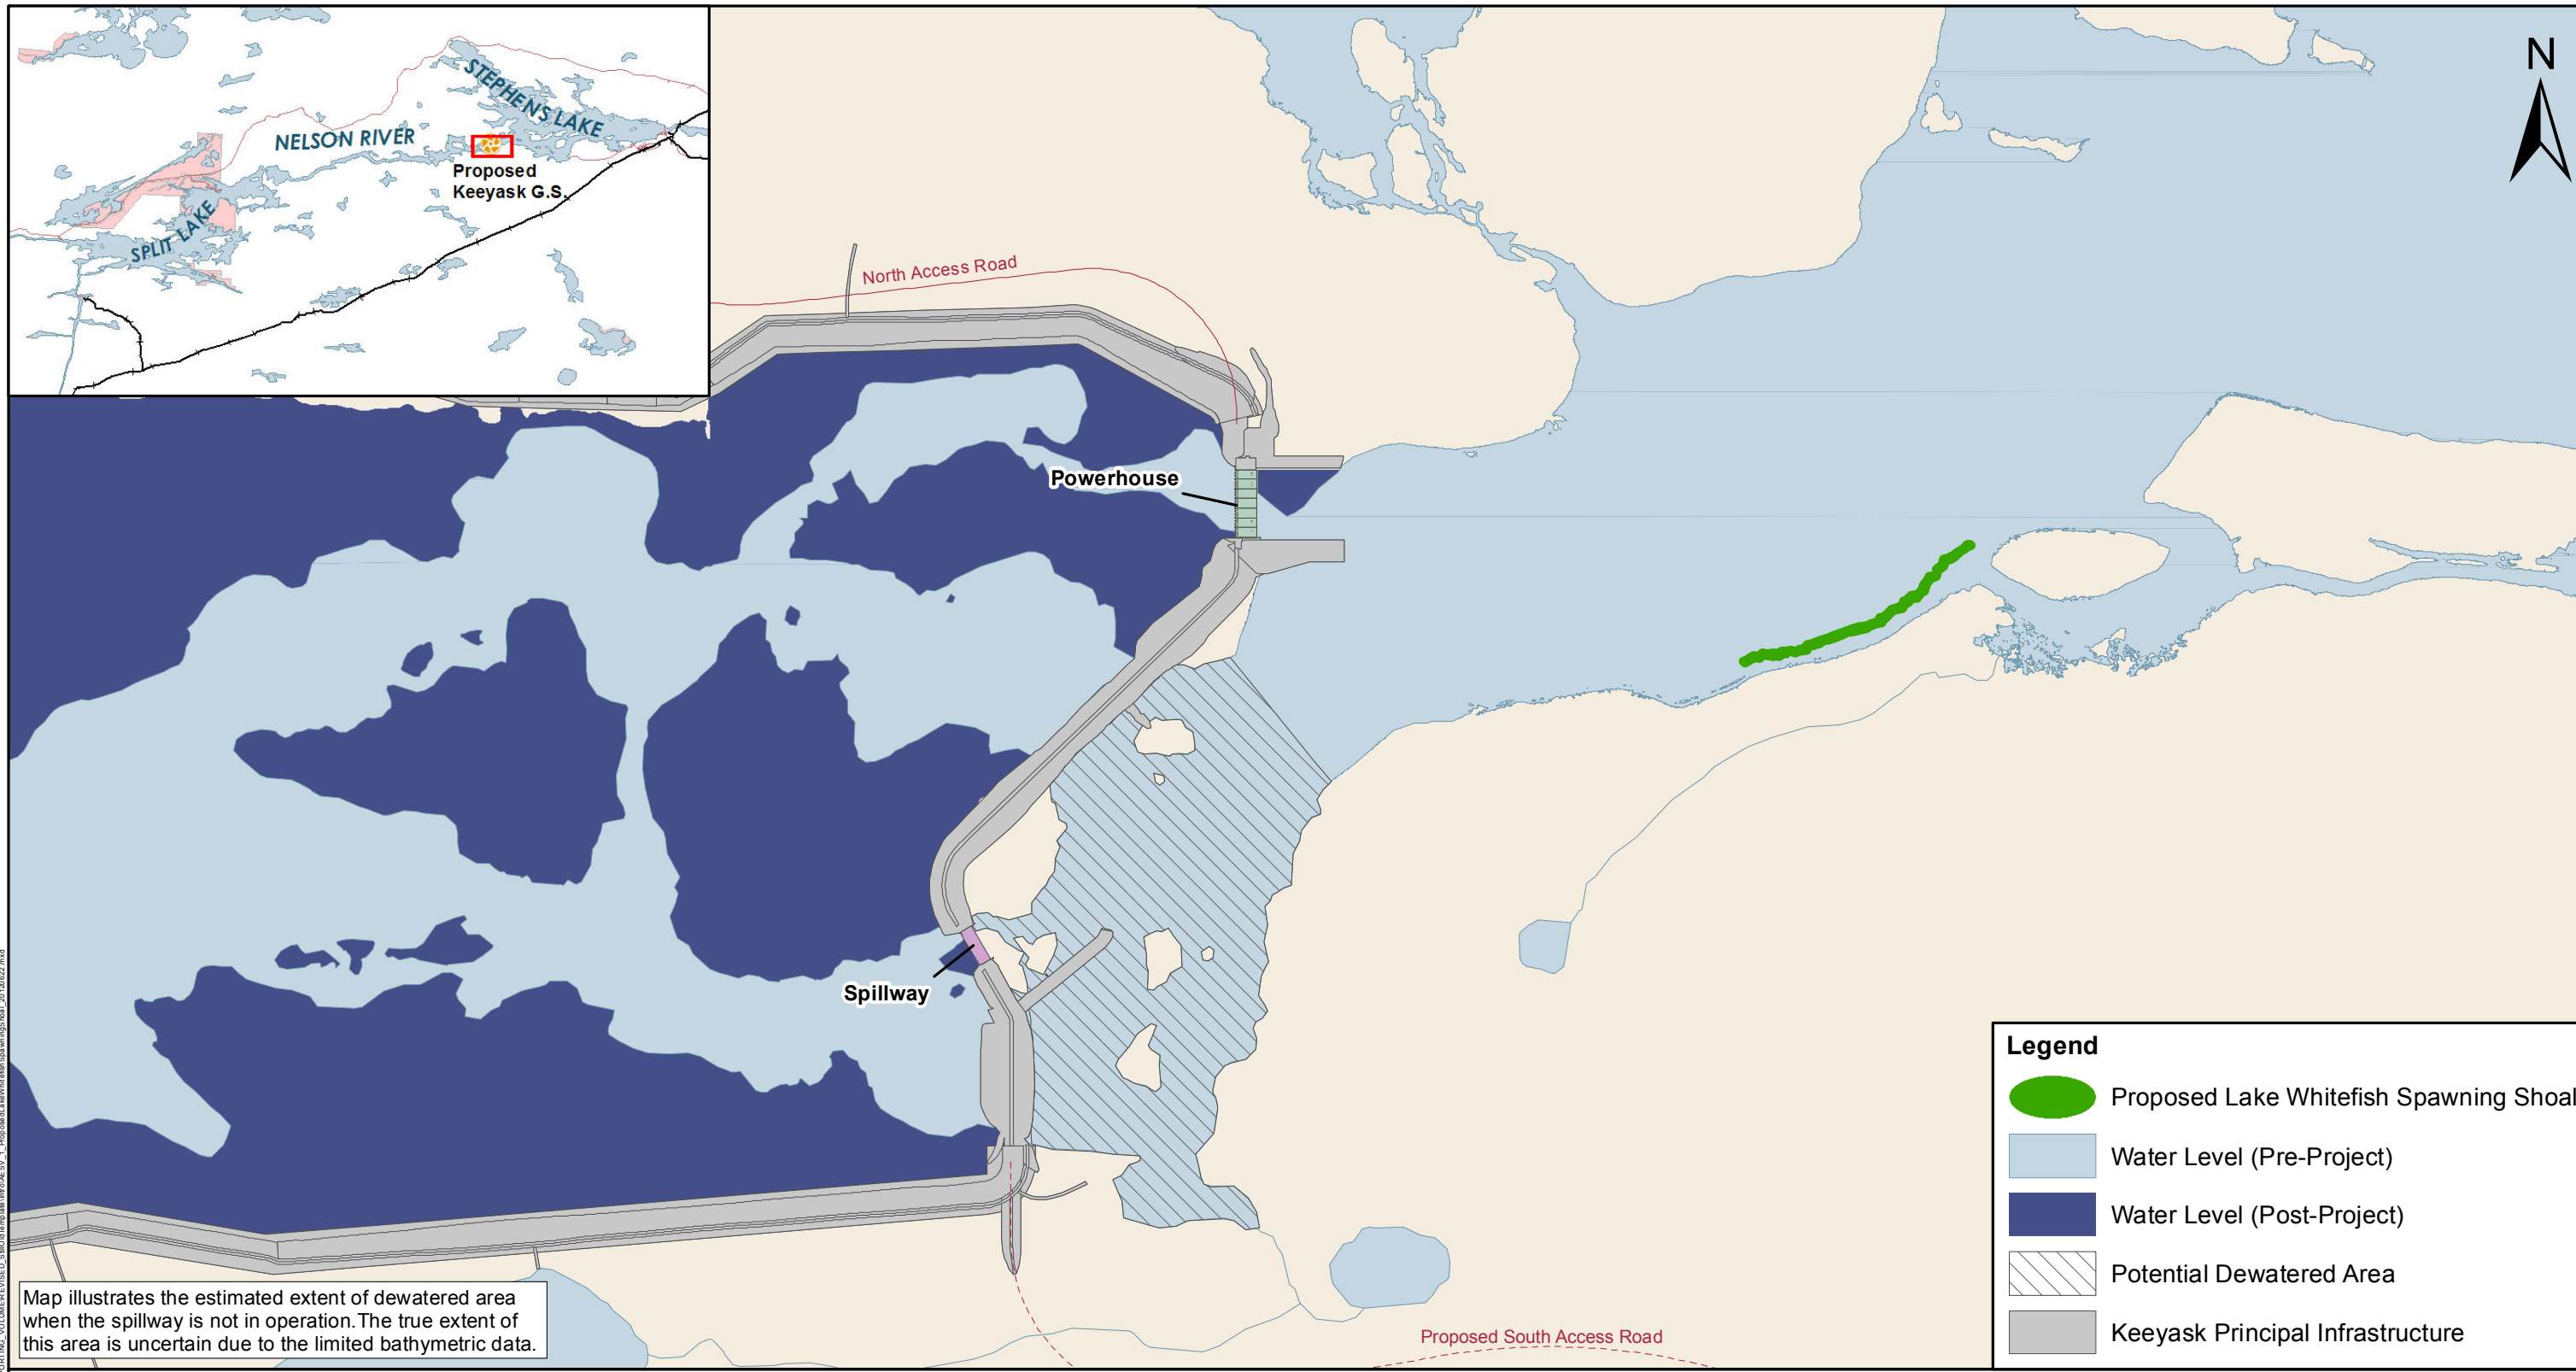 STEPHENS LAKE
NELSON RIVER
Proposed
Keeyask G.S.
SPLIT LAKE
N
North Access Road
Powerhouse
Spillway
Legend
Proposed Lake Whitefish Spawning Shoal
Water Level (Pre-Project)
Water Level (Post-Project)
Potential Dewatered Area
Keeyask Principal Infrastructure
Map illustrates the estimated extent of dewatered area
when the spillway is not in operation.The true extent of
this area is uncertain due to the limited bathymetric data.
Proposed South Access Road